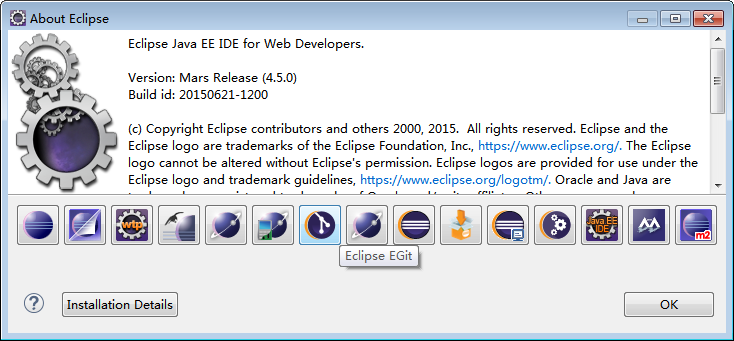 About Eclipse
Eclipse Java EE IDE for Web Developers.
Version: Mars Release (4.5.0)
Build id: 20150621-1200
(c) Copyright Eclipse contributors and others 2000, 2015.  All rights reserved. Eclipse and the
Eclipse logo are trademarks of the Eclipse Foundation, Inc., https://www.eclipse.org/. The Eclipse
logo cannot be altered without Eclipse's permission. Eclipse logos are provided for use under the
Eclipse logo and trademark guidelines, https://www.eclipse.org/logotm/. Oracle and Java are
wtp
Java EE
IDE
m2
Eclipse EGit
?
Installation Details
OK